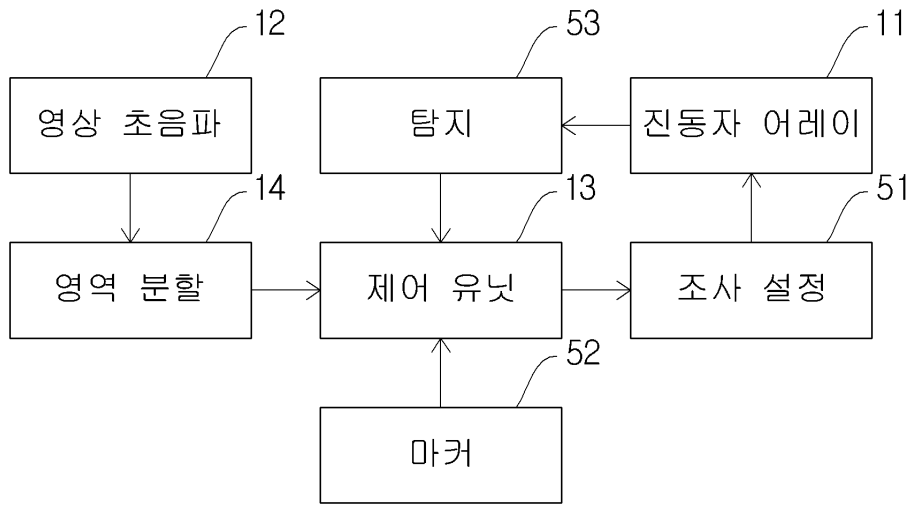 12
53
11
영상 초음파
탐지
진동자 어레이
14
13
51
영역 분할
제어 유닛
조사 설정
52
마커